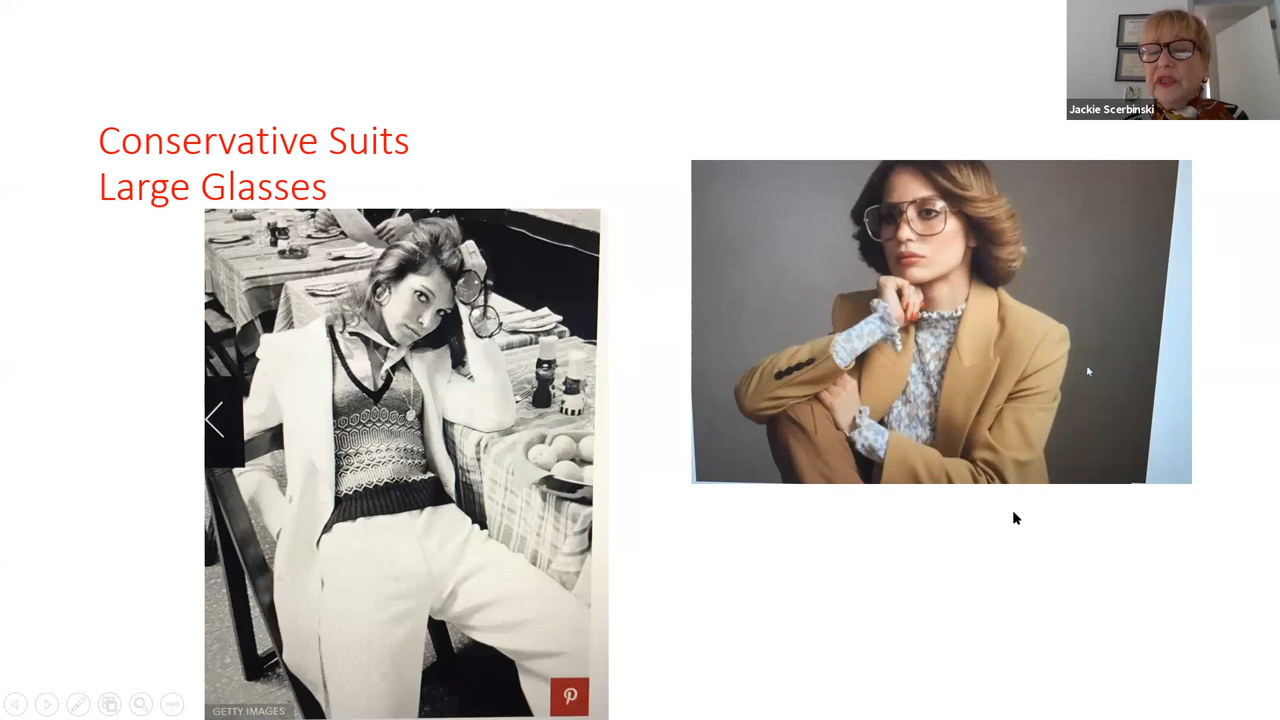 Conservative Suits
Large Glasses
Jackie Scerbinski
GETTY IMAGES